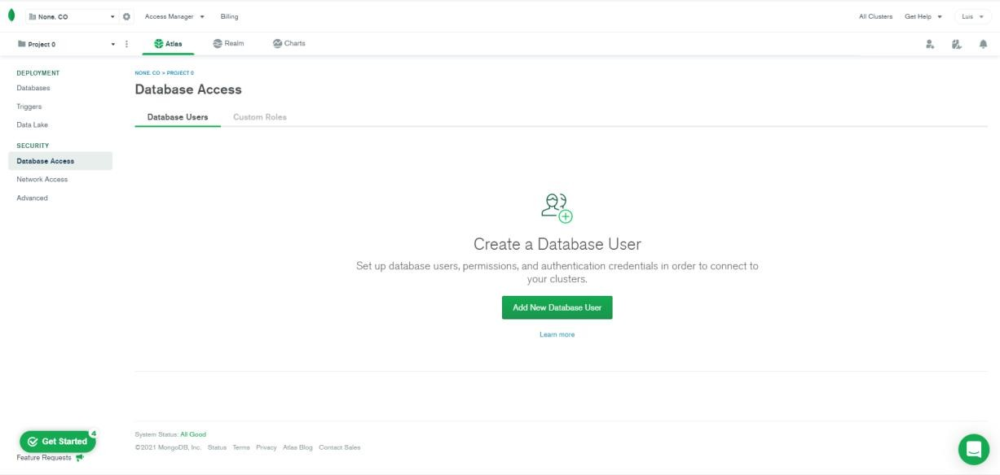 None. CO
Access Manager
Billing
All Clusters
Get Help
Luis
Project 0
Atlas
Realm
Charts
DEPLOYMENT
Databases
Triggers
Data Lake
SECURITY
Database Access
Network Access
Advanced
NONE. CO > PROJECT 0
Database Access
Database Users
Custom Roles
Create a Database User
Set up database users, permissions, and authentication credentials in order to connect to
your clusters.
Add New Database User
Learn more
Get Started
4
Feature Requests
System Status: All Good
©2021 MongoDB, Inc. Status Terms Privacy Atlas Blog Contact Sales